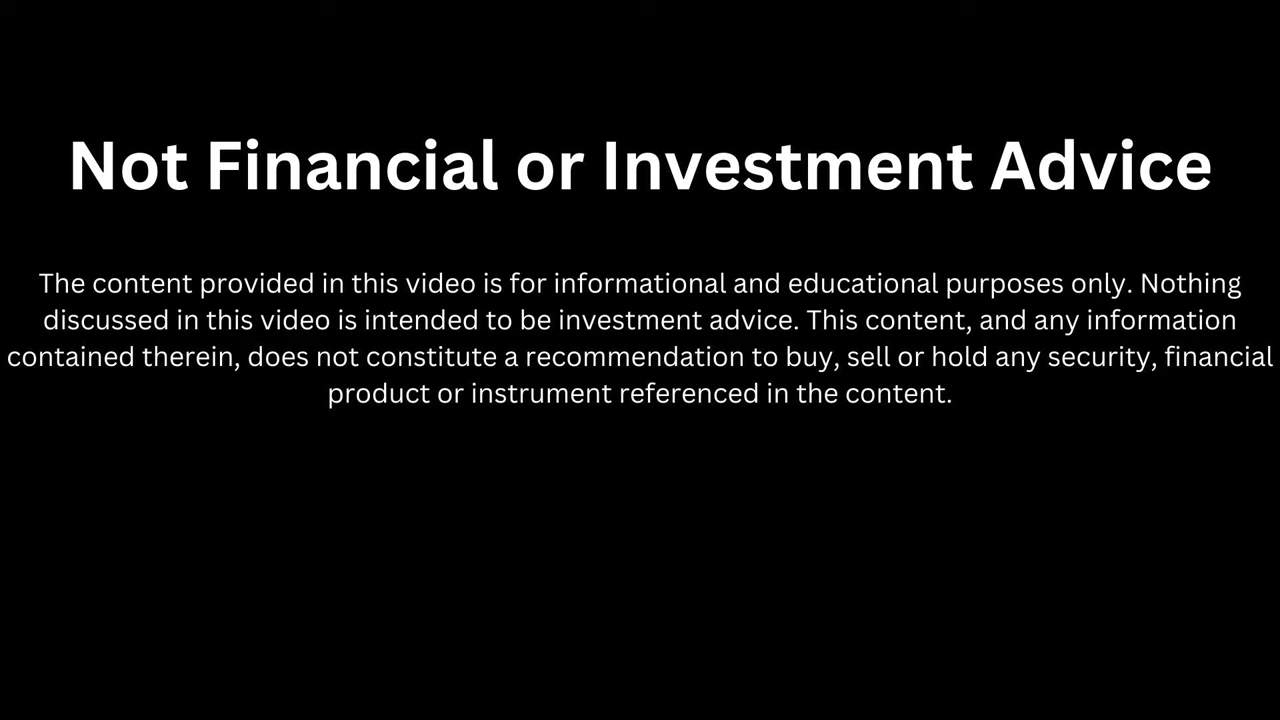 Not Financial or Investment Advice
The content provided in this video is for informational and educational purposes only. Nothing
discussed in this video is intended to be investment advice. This content, and any information
contained therein, does not constitute a recommendation to buy, sell or hold any security, financial
product or instrument referenced in the content.